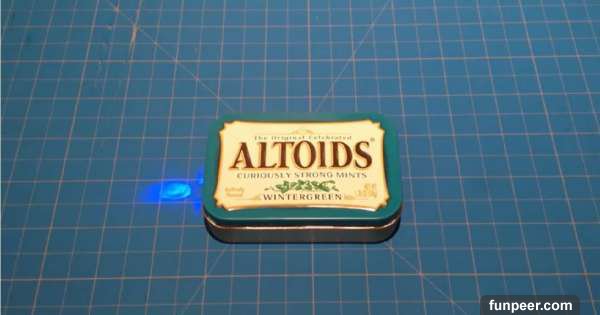 The Original Celebrated
ALTOIDS®
CURIOUSLY STRONG MINTS
WINTERGREEN
funpeer.com